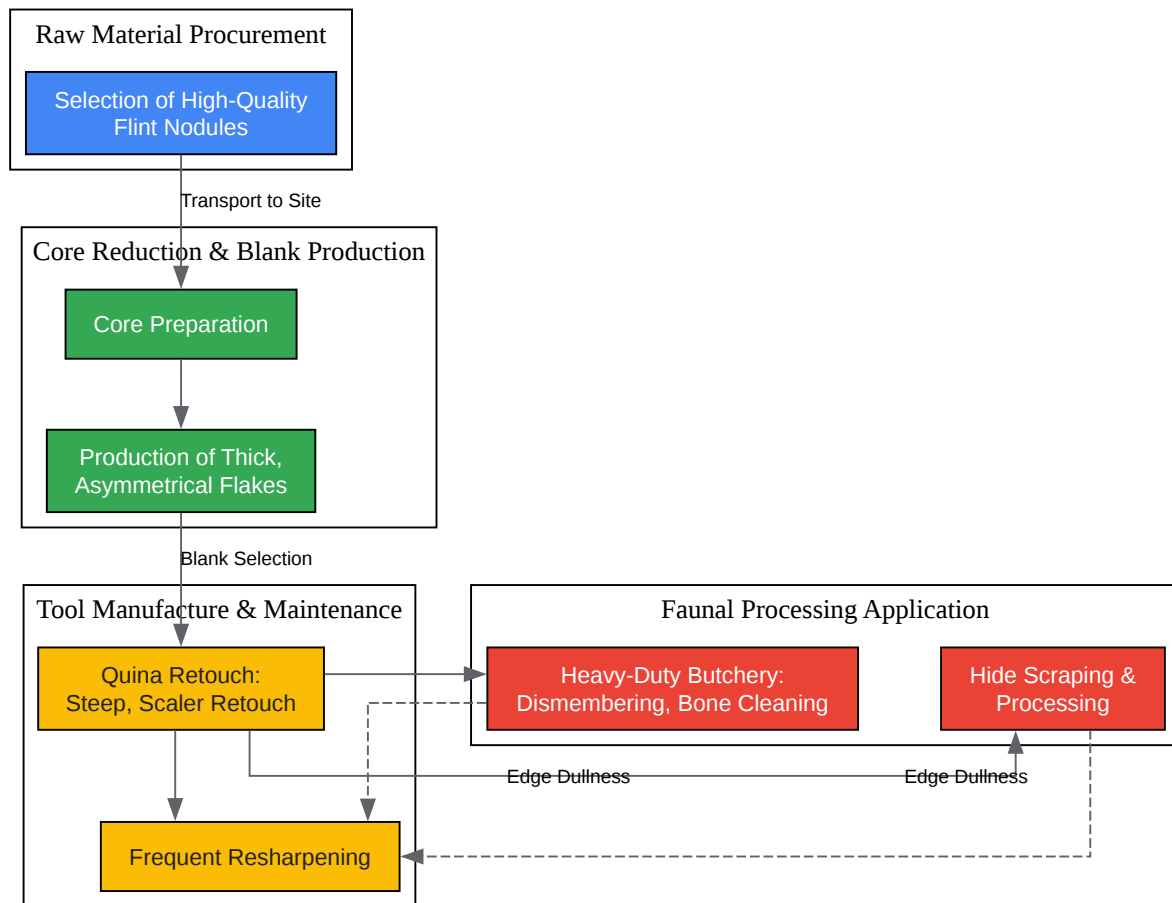 Raw Material Procurement
Selection of High-Quality
Flint Nodules
Transport to Site
Core Reduction & Blank Production
Core Preparation
Production of Thick,
Asymmetrical Flakes
Blank Selection
Tool Manufacture & Maintenance
Quina Retouch:
Steep, Scaler Retouch
Frequent Resharpening
Faunal Processing Application
Heavy-Duty Butchery:
Dismembering, Bone Cleaning
Hide Scraping &
Processing
Edge Dullness
Edge Dullness